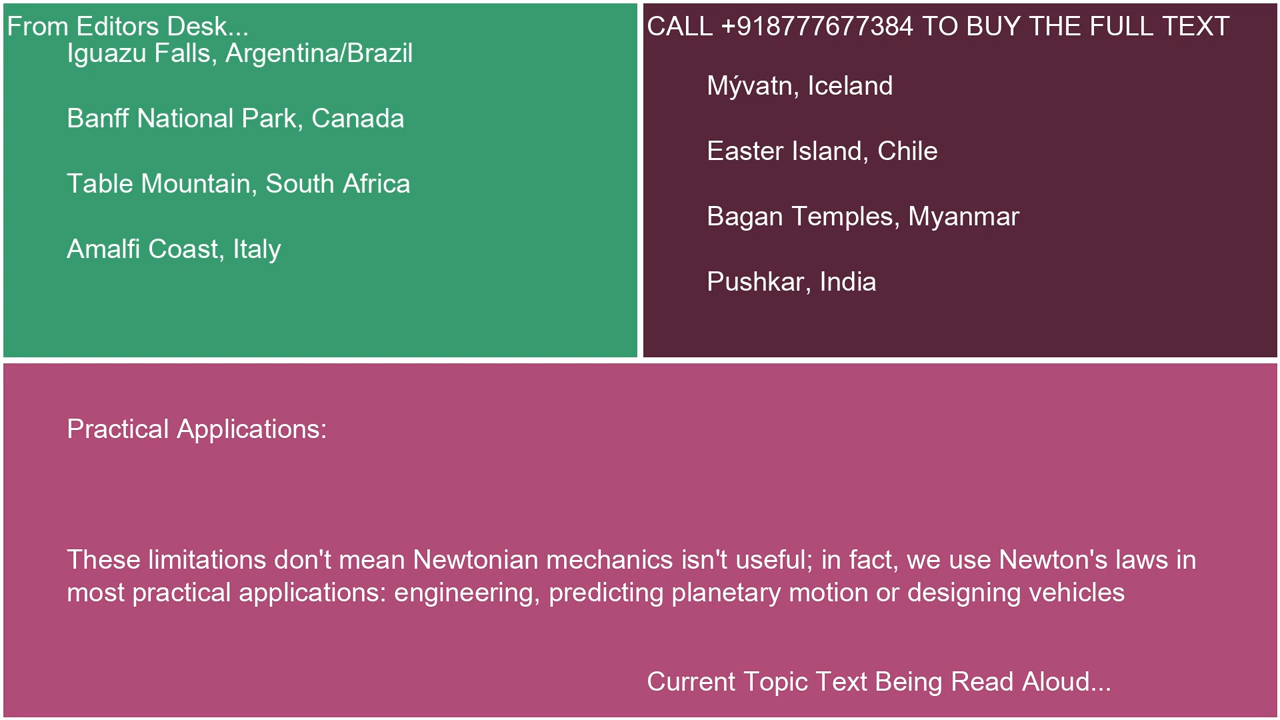 From Editors Desk...
Iguazu Falls, Argentina/Brazil
Banff National Park, Canada
Table Mountain, South Africa
Amalfi Coast, Italy
CALL +918777677384 TO BUY THE FULL TEXT
Mývatn, Iceland
Easter Island, Chile
Bagan Temples, Myanmar
Pushkar, India
Practical Applications:
These limitations don't mean Newtonian mechanics isn't useful; in fact, we use Newton's laws in
most practical applications: engineering, predicting planetary motion or designing vehicles
Current Topic Text Being Read Aloud...